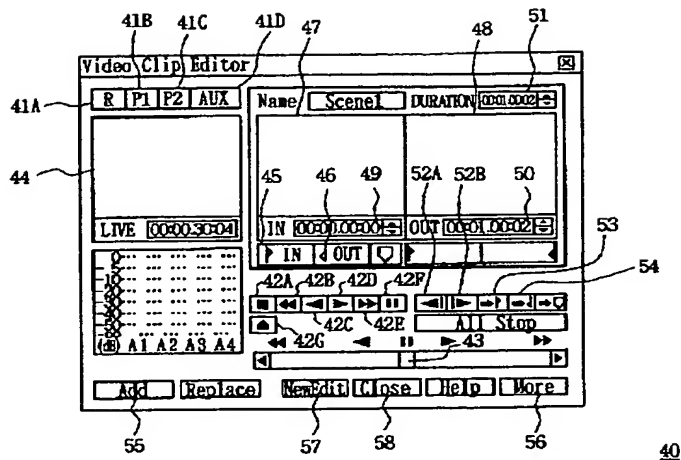 41B 41C 41D 47 48 51
Video Clip Editor
41A R P1 P2 AUX Name Scene1 DURATION 00:01.00:02
44
45 46 49 52A 52B 50
LIVE 00:00.30:04 IN 00:00.00:00 OUT 00:01.00:02
IN OUT 53
42A 42B 42D 42F 54
All Stop
42G 42C 42E 43
(dB) A1 A2 A3 A4
Add Replace NewEdit Close Help More
55 57 58 56
40